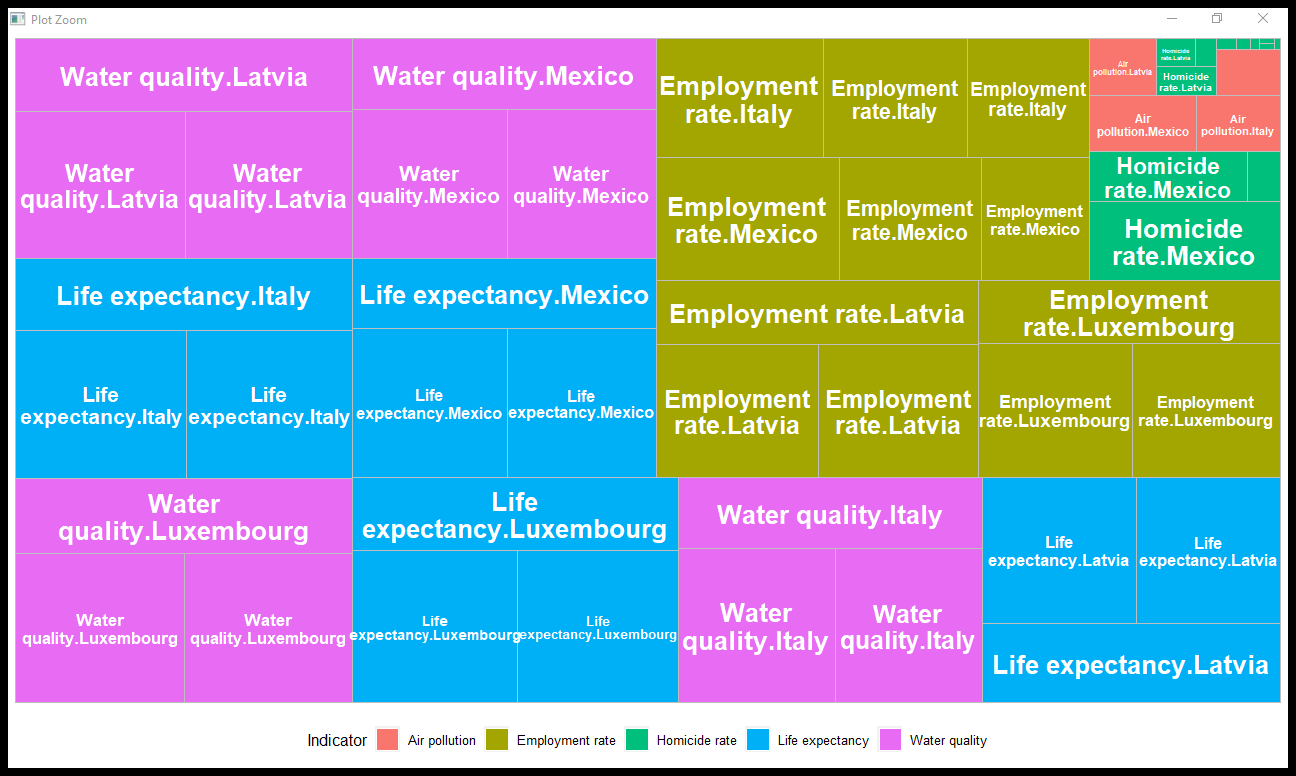 Plot Zoom
Water quality.Latvia
Water
quality.Latvia
Water
quality.Latvia
Water quality.Mexico
Water
quality.Mexico
Water
quality.Mexico
Employment
rate.Italy
Employment
rate.Italy
Employment
rate.Italy
Employment
rate.Mexico
Employment
rate.Mexico
Employment
rate.Mexico
Air
pollution.Latvia
Homicide
rate.Latvia
Homicide
rate.Latvia
Air
pollution.Mexico
Air
pollution.Italy
Homicide
rate.Mexico
Homicide
rate.Mexico
Life expectancy.Italy
Life
expectancy.Italy
Life
expectancy.Italy
Life expectancy.Mexico
Life
expectancy.Mexico
Life
expectancy.Mexico
Employment rate.Latvia
Employment
rate.Latvia
Employment
rate.Latvia
Employment
rate.Luxembourg
Employment
rate.Luxembourg
Employment
rate.Luxembourg
Water
quality.Luxembourg
Water
quality.Luxembourg
Water
quality.Luxembourg
Life
expectancy.Luxembourg
Life
expectancy.Luxembourg
Life
expectancy.Luxembourg
Water quality.Italy
Water
quality.Italy
Water
quality.Italy
Life
expectancy.Latvia
Life
expectancy.Latvia
Life expectancy.Latvia
Indicator Air pollution Employment rate Homicide rate Life expectancy Water quality